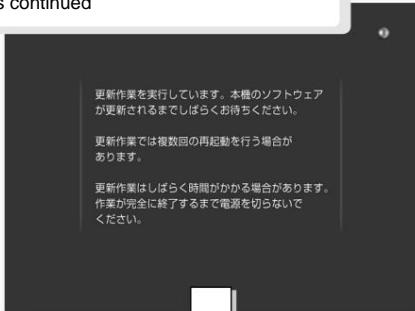 s continued
更新作業を実行しています。本機のソフトウェア
が更新されるまでしばらくお待ちください。
更新作業では複数回の再起動を行う場合が
あります。
更新作業はしばらく時間がかかる場合があります。
作業が完全に終了するまで電源を切らないで
ください。